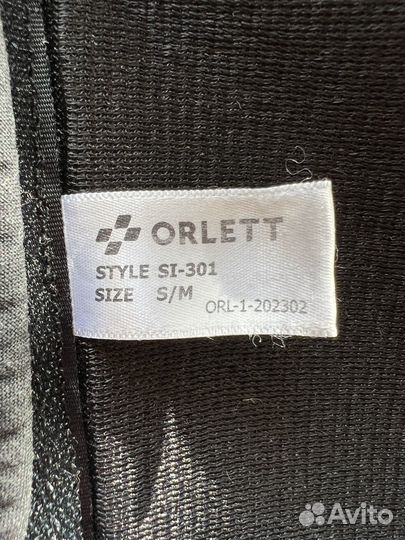 ORLETT
STYLE SI-301
SIZE S/M
ORL-1-202302
Avito